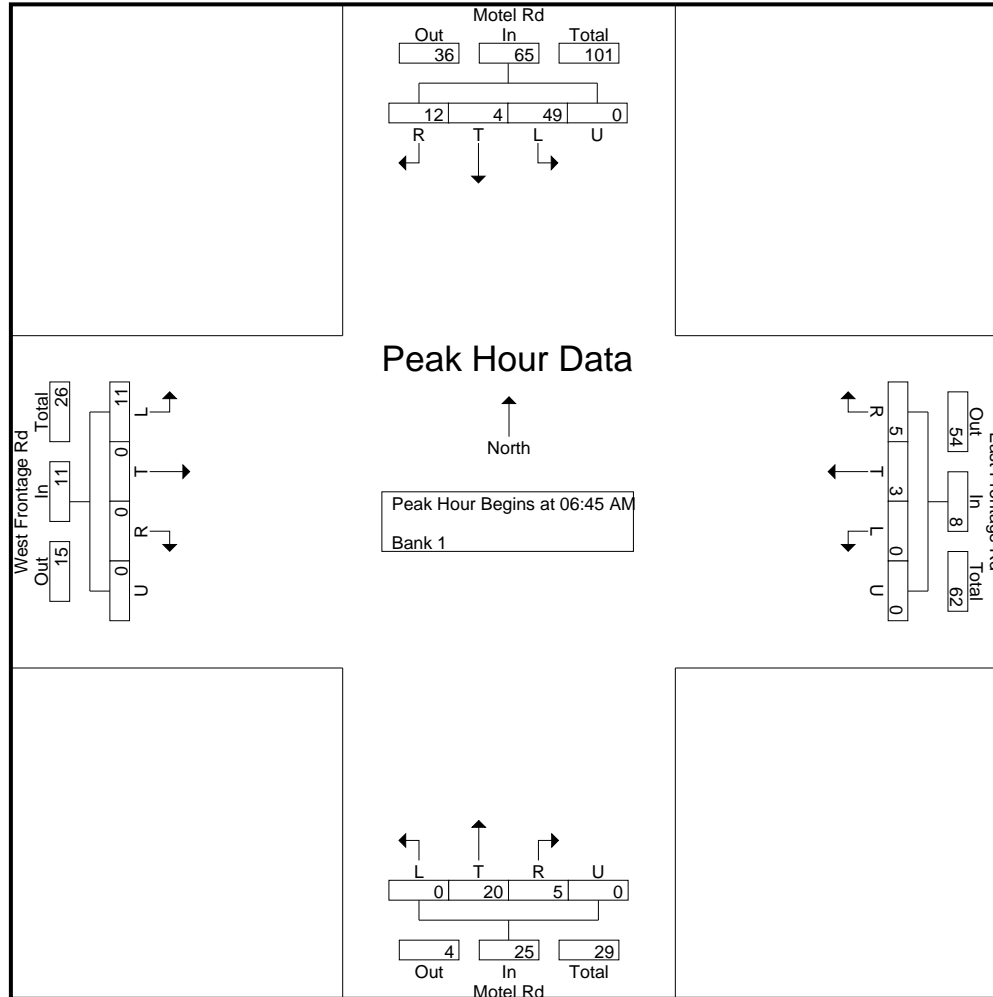 Motel Rd
Out In Total
36 65 101
12 4 49 0
R T L U
Peak Hour Data
North
Peak Hour Begins at 06:45 AM
Bank 1
West Frontage Rd
Total In Out
26 11 15
11 0 0 0
L T R U
R T L U
5 3 0 0
54 8 62
Out In Total
East Frontage Rd
L T R U
0 20 5 0
4 25 29
Out In Total
Motel Rd